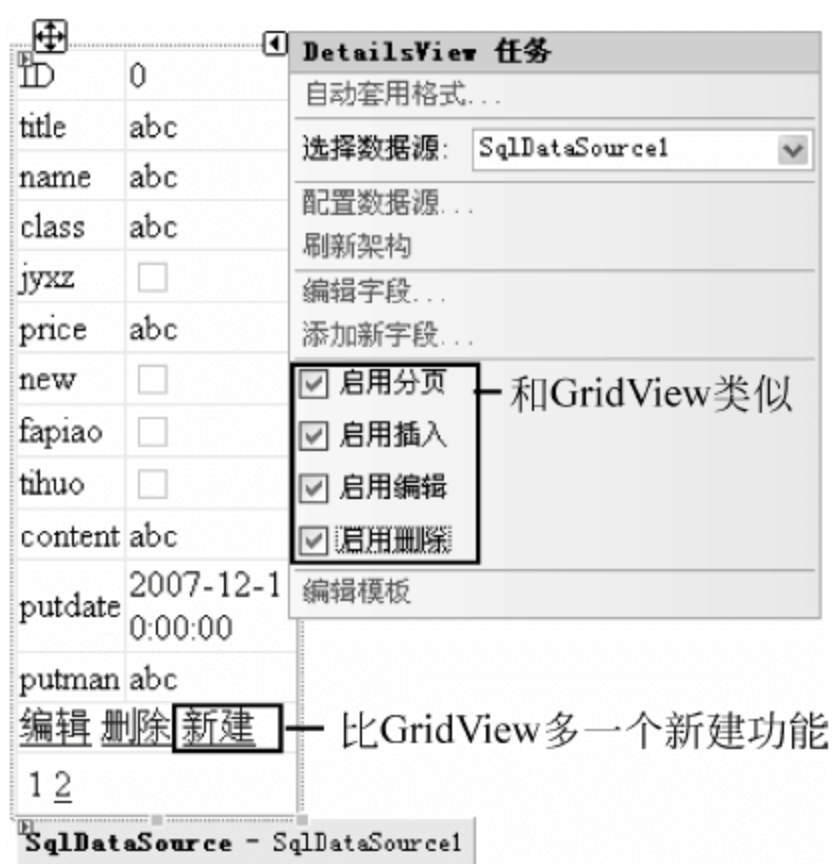 ID 0
title abc
name abc
class abc
jyxz
price abc
new
fapiao
tihuo
content abc
putdate 2007-12-1
0:00:00
putman abc
编辑 删除 新建
1 2
SqlDataSource - SqlDataSource1
DetailsView 任务
自动套用格式...
选择数据源: SqlDataSource1
配置数据源...
刷新架构
编辑字段...
添加新字段...
启用分页
启用插入
启用编辑
启用删除
编辑模板
和GridView类似
比GridView多一个新建功能